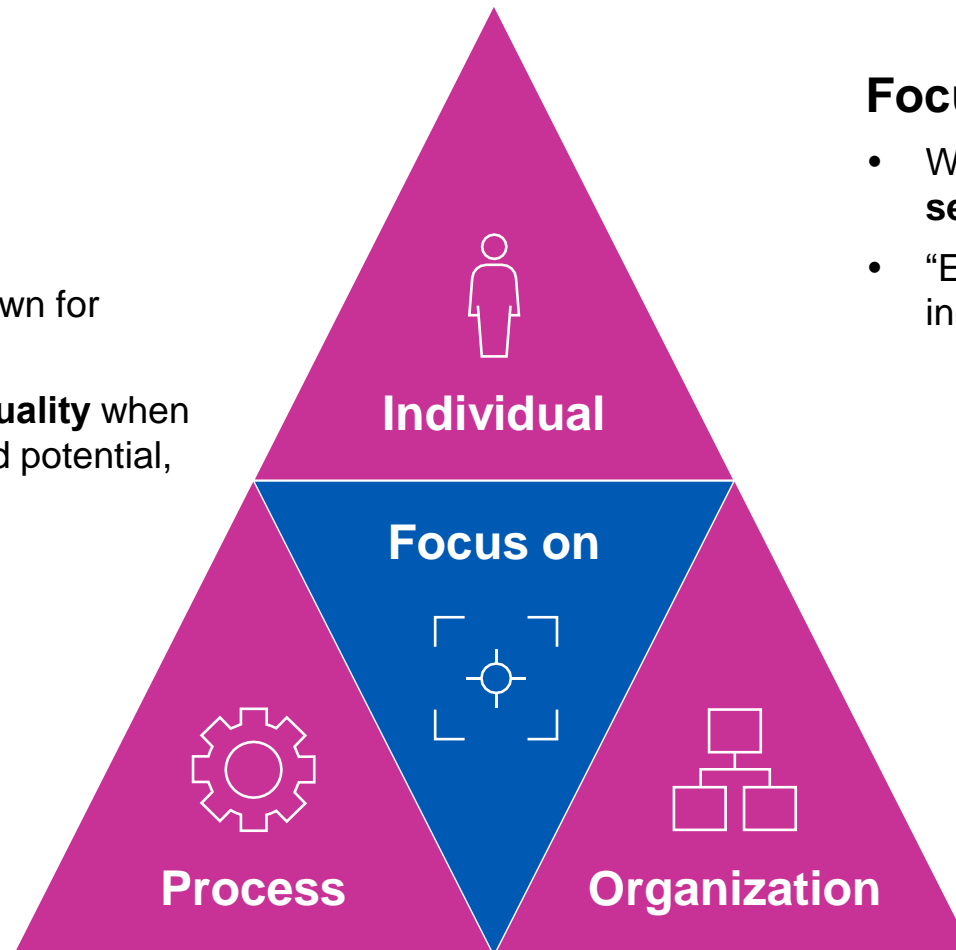 wn for
uality when
d potential,
Individual
Focus on
Process
Organization
Focu
• W
se
• “E
in